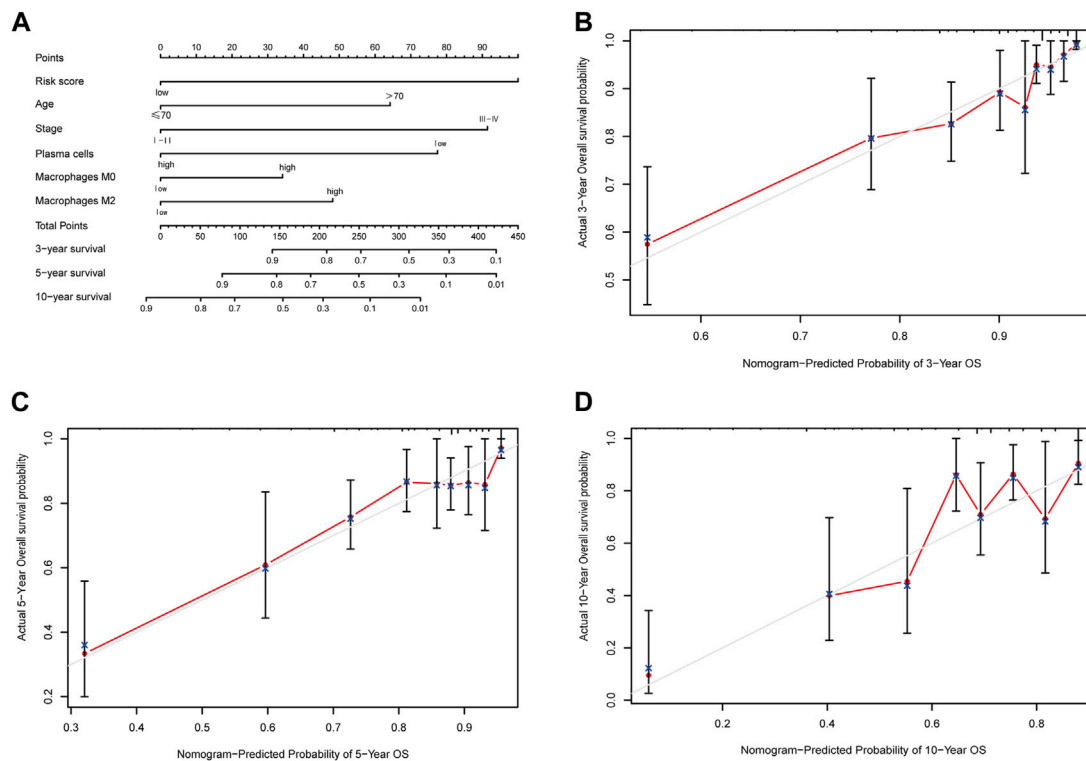 A
Points
0 10 20 30 40 50 60 70 80 90
Risk score
low
Age
>70
≤70
Stage
III−IV
I−II
Plasma cells
low
high
Macrophages M0
high
low
Macrophages M2
high
low
Total Points
0 50 100 150 200 250 300 350 400 450
3−year survival
0.9 0.8 0.7 0.5 0.3 0.1
5−year survival
0.9 0.8 0.7 0.5 0.3 0.1 0.01
10−year survival
0.9 0.8 0.7 0.5 0.3 0.1 0.01
B
Actual 3−Year Overall survival probability
1.0
0.9
0.8
0.7
0.6
0.5
0.6 0.7 0.8 0.9
Nomogram−Predicted Probability of 3−Year OS
C
Actual 5−Year Overall survival probability
1.0
0.8
0.6
0.4
0.2
0.3 0.4 0.5 0.6 0.7 0.8 0.9
Nomogram−Predicted Probability of 5−Year OS
D
Actual 10−Year Overall survival probability
1.0
0.8
0.6
0.4
0.2
0.0
0.2 0.4 0.6 0.8
Nomogram−Predicted Probability of 10−Year OS